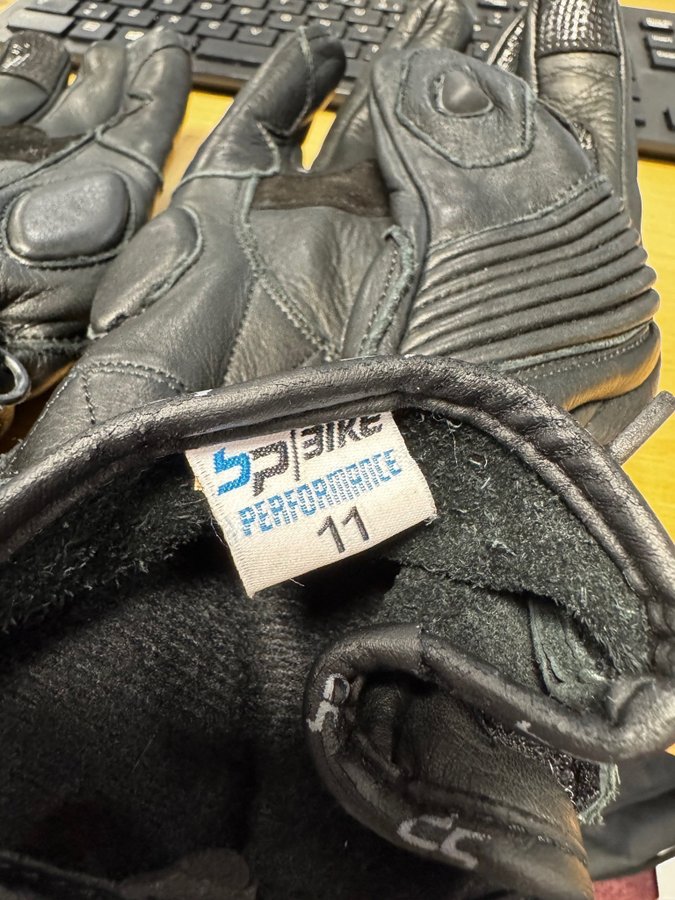 SP/BIKE
PERFORMANCE
11